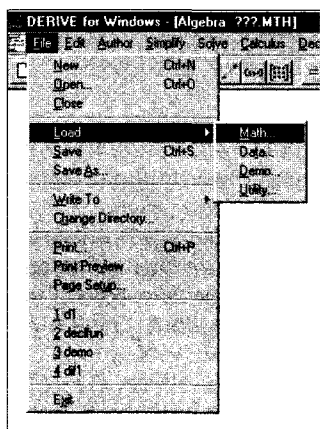 DERIVE for Windows - [Algebra ???.MTH]
File Edit Author Simplify Solve Calculus Dec
New Ctrl+N
Open... Ctrl+O
Close
Load Math...
Save Ctrl+S Data...
Save As... Demo...
Utility...
Write To
Change Directory...
Print... Ctrl+P
Print Preview
Page Setup...
1 d1
2 declfun
3 demo
4 dif1
Exit